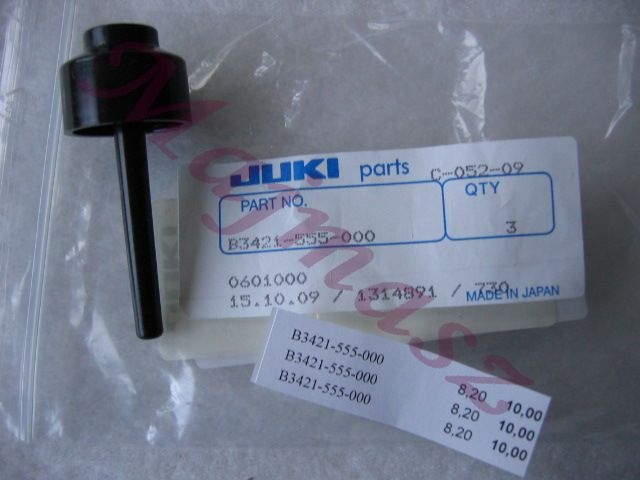 JUKI parts C-052-09
PART NO. QTY
B3421-555-000 3
0601000
15.10.09 / 1314891 / 730
MADE IN JAPAN
B3421-555-000 8,20 10,00
B3421-555-000 8,20 10,00
B3421-555-000 8,20 10,00
Majmasz